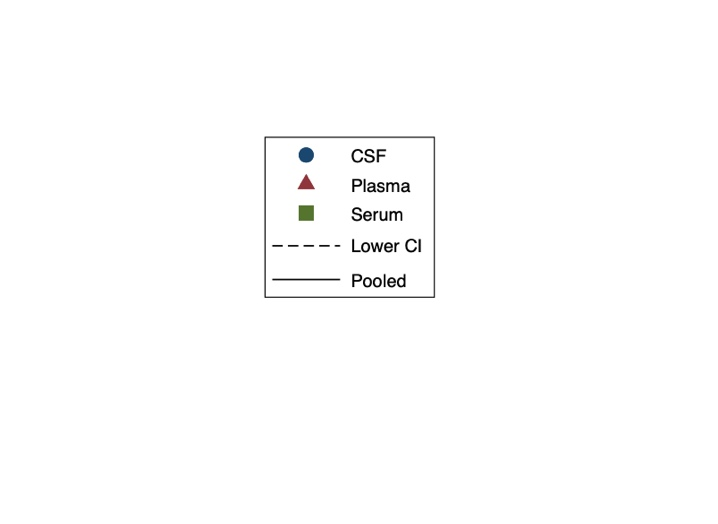 CSF
Plasma
Serum
Lower CI
Pooled